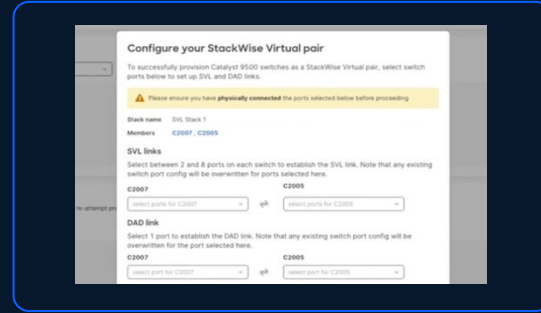 Configure your StackWise Virtual pair
To successfully provision Catalyst 9500 switches as a StackWise Virtual pair, select switch
ports below to set up SVL and DAD links.
Please ensure you have physically connected the ports selected below before proceeding
Stack name SVL Stack 1
Members C2007 , C2005
SVL links
Select between 2 and 8 ports on each switch to establish the SVL link. Note that any existing
switch port config will be overwritten for ports selected here.
C2007 C2005
select ports for C2007 select ports for C2005
DAD link
re-attempt pr
Select 1 port to establish the DAD link. Note that any existing switch port config will be
overwritten for the port selected here.
C2007 C2005
select port for C2007 select port for C2005